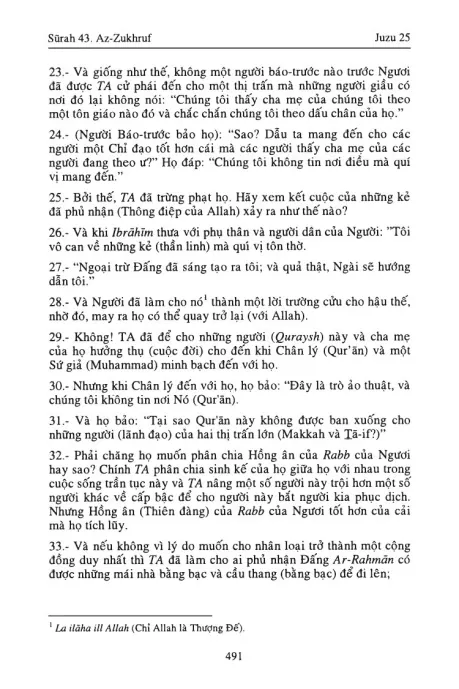 Sūrah 43. Az-Zukhruf Juzu 25
23.- Và giống như thế, không một người báo-trước nào trước Ngươi
đã được TA cử phái đến cho một thị trấn mà những người giầu có
nơi đó lại không nói: “Chúng tôi thấy cha mẹ của chúng tôi theo
một tôn giáo nào đó và chắc chắn chúng tôi theo dấu chân của họ.”
24.- (Người Báo-trước bảo họ): “Sao? Dẫu ta mang đến cho các
người một Chỉ đạo tốt hơn cái mà các người thấy cha mẹ của các
người đang theo ư?” Họ đáp: “Chúng tôi không tin nơi điều mà quí
vị mang đến.”
25.- Bởi thế, TA đã trừng phạt họ. Hãy xem kết cuộc của những kẻ
đã phủ nhận (Thông điệp của Allah) xảy ra như thế nào?
26.- Và khi Ibrāhīm thưa với phụ thân và người dân của Người: ”Tôi
vô can về những kẻ (thần linh) mà quí vị tôn thờ.
27.- “Ngoại trừ Đấng đã sáng tạo ra tôi; và quả thật, Ngài sẽ hướng
dẫn tôi.”
28.- Và Người đã làm cho nó¹ thành một lời trường cửu cho hậu thế,
nhờ đó, may ra họ có thể quay trở lại (với Allah).
29.- Không! TA đã để cho những người (Quraysh) này và cha mẹ
của họ hưởng thụ (cuộc đời) cho đến khi Chân lý (Qur’ān) và một
Sứ giả (Muhammad) minh bạch đến với họ.
30.- Nhưng khi Chân lý đến với họ, họ bảo: “Đây là trò ảo thuật, và
chúng tôi không tin nơi Nó (Qur’ān).
31.- Và họ bảo: “Tại sao Qur’ān này không được ban xuống cho
những người (lãnh đạo) của hai thị trấn lớn (Makkah và Ṯā-if?)”
32.- Phải chăng họ muốn phân chia Hồng ân của Rabb của Ngươi
hay sao? Chính TA phân chia sinh kế của họ giữa họ với nhau trong
cuộc sống trần tục này và TA nâng một số người này trội hơn một số
người khác về cấp bậc để cho người này bắt người kia phục dịch.
Nhưng Hồng ân (Thiên đàng) của Rabb của Ngươi tốt hơn của cải
mà họ tích lũy.
33.- Và nếu không vì lý do muốn cho nhân loại trở thành một cộng
đồng duy nhất thì TA đã làm cho ai phủ nhận Đấng Ar-Rahmān có
được những mái nhà bằng bạc và cầu thang (bằng bạc) để đi lên;
¹ La ilāha ill Allah (Chỉ Allah là Thượng Đế).
491